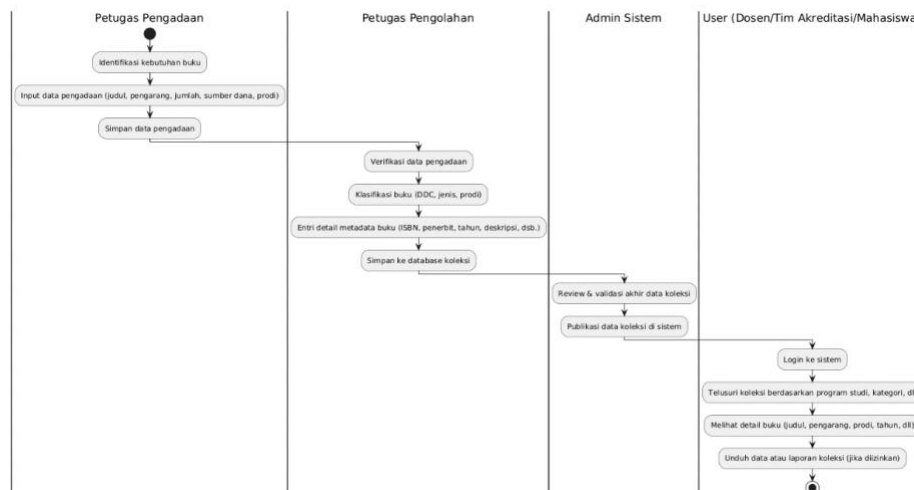 Petugas Pengadaan
Petugas Pengolahan
Admin Sistem
User (Dosen/Tim Akreditasi/Mahasiswa
Identifikasi kebutuhan buku
Input data pengadaan (judul, pengarang, jumlah, sumber dana, prodi)
Simpan data pengadaan
Verifikasi data pengadaan
Klasifikasi buku (DDC, jenis, prodi)
Entri detail metadata buku (ISBN, penerbit, tahun, deskripsi, dsb.)
Simpan ke database koleksi
Review & validasi akhir data koleksi
Publikasi data koleksi di sistem
Login ke sistem
Telusuri koleksi berdasarkan program studi, kategori, dl
Melihat detail buku (judul, pengarang, prodi, tahun, dll)
Unduh data atau laporan koleksi (jika diizinkan)